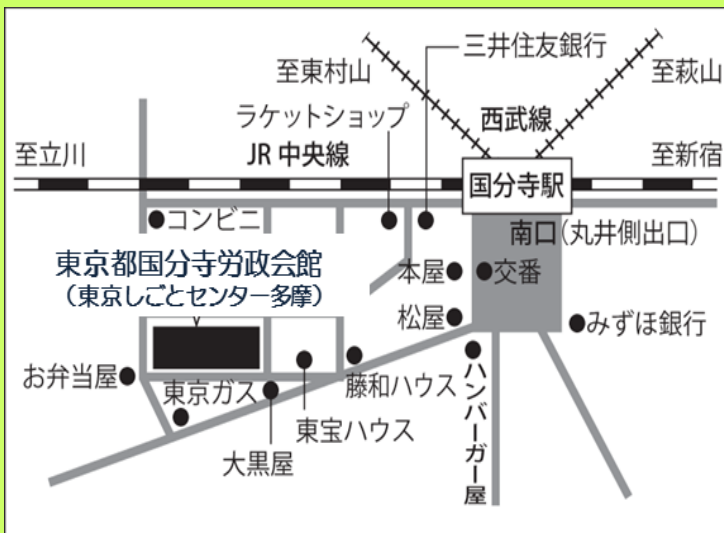 三井住友銀行
至東村山
至萩山
ラケットショップ
西武線
至立川
JR 中央線
国分寺駅
至新宿
コンビニ
南口(丸井側出口)
東京都国分寺労政会館
(東京しごとセンター多摩)
本屋
交番
松屋
みずほ銀行
お弁当屋
東京ガス
藤和ハウス
ハンバーガー屋
東宝ハウス
大黒屋